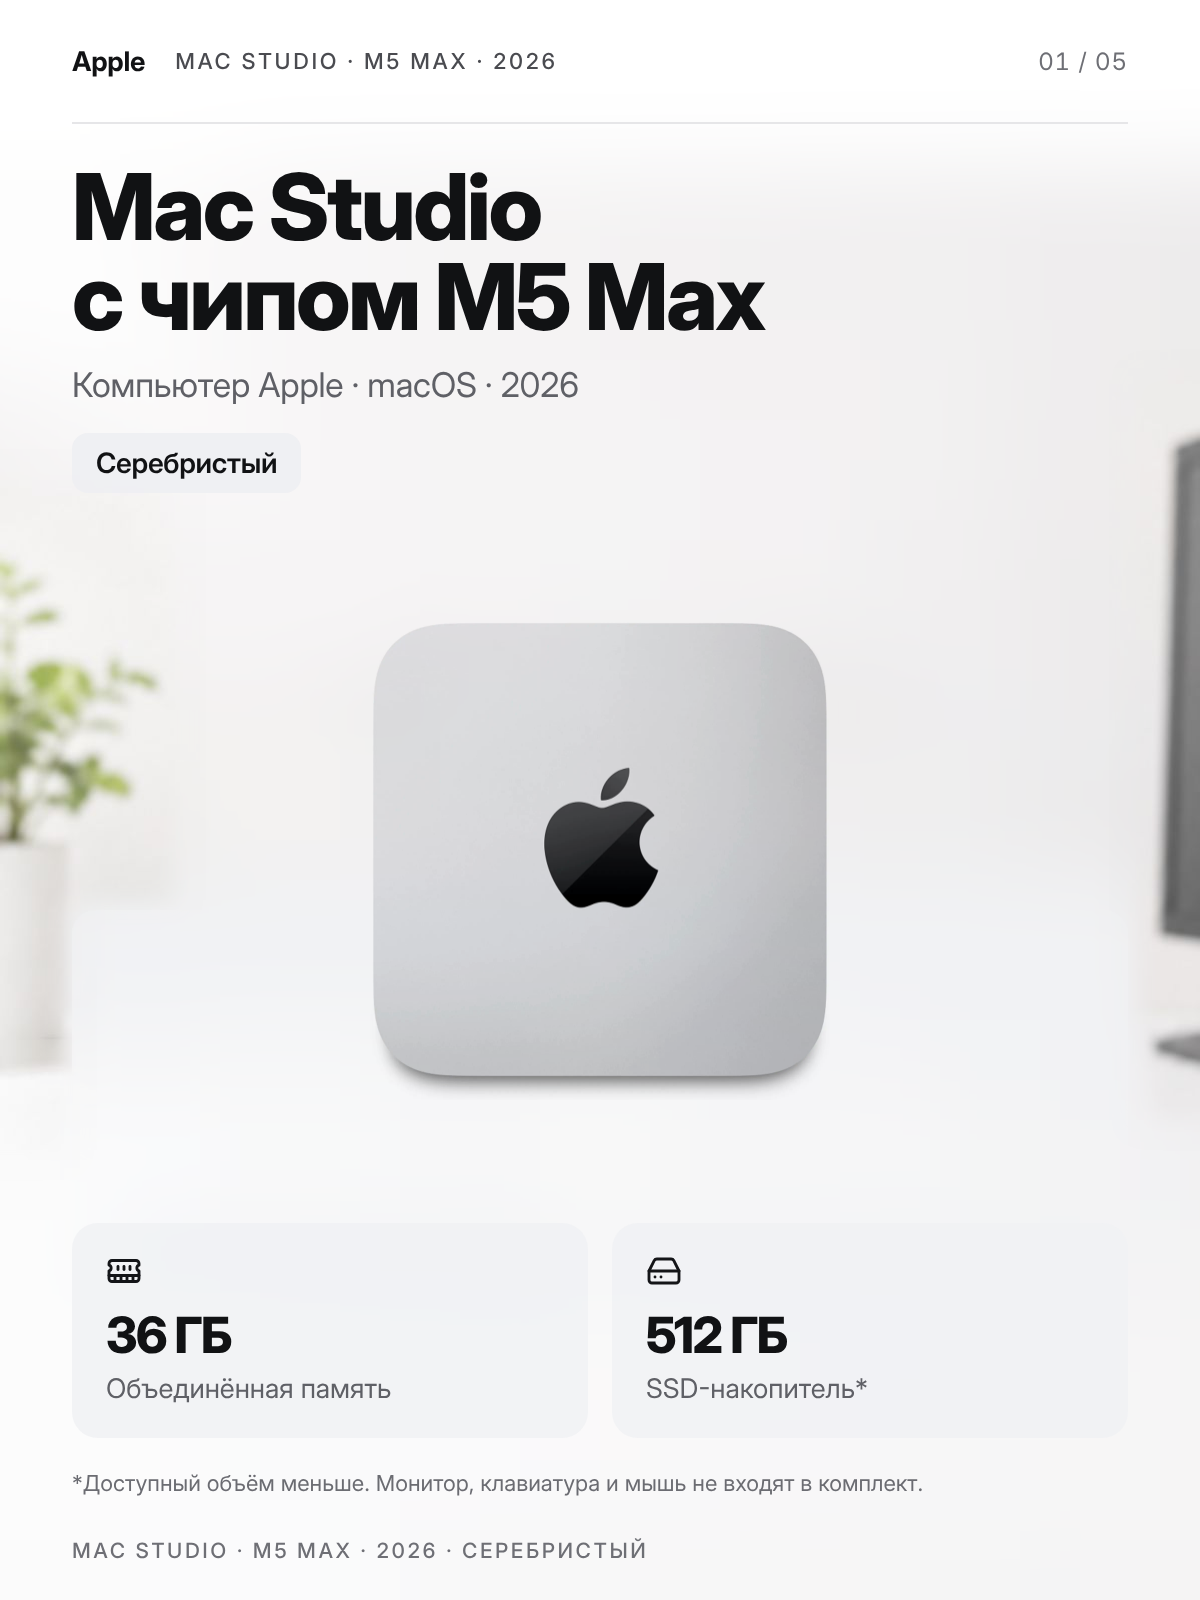 Apple MAC STUDIO · M5 MAX · 2026 01 / 05
Mac Studio
с чипом M5 Max
Компьютер Apple · macOS · 2026
Серебристый
36 ГБ
Объединённая память
512 ГБ
SSD-накопитель*
*Доступный объём меньше. Монитор, клавиатура и мышь не входят в комплект.
MAC STUDIO · M5 MAX · 2026 · СЕРЕБРИСТЫЙ